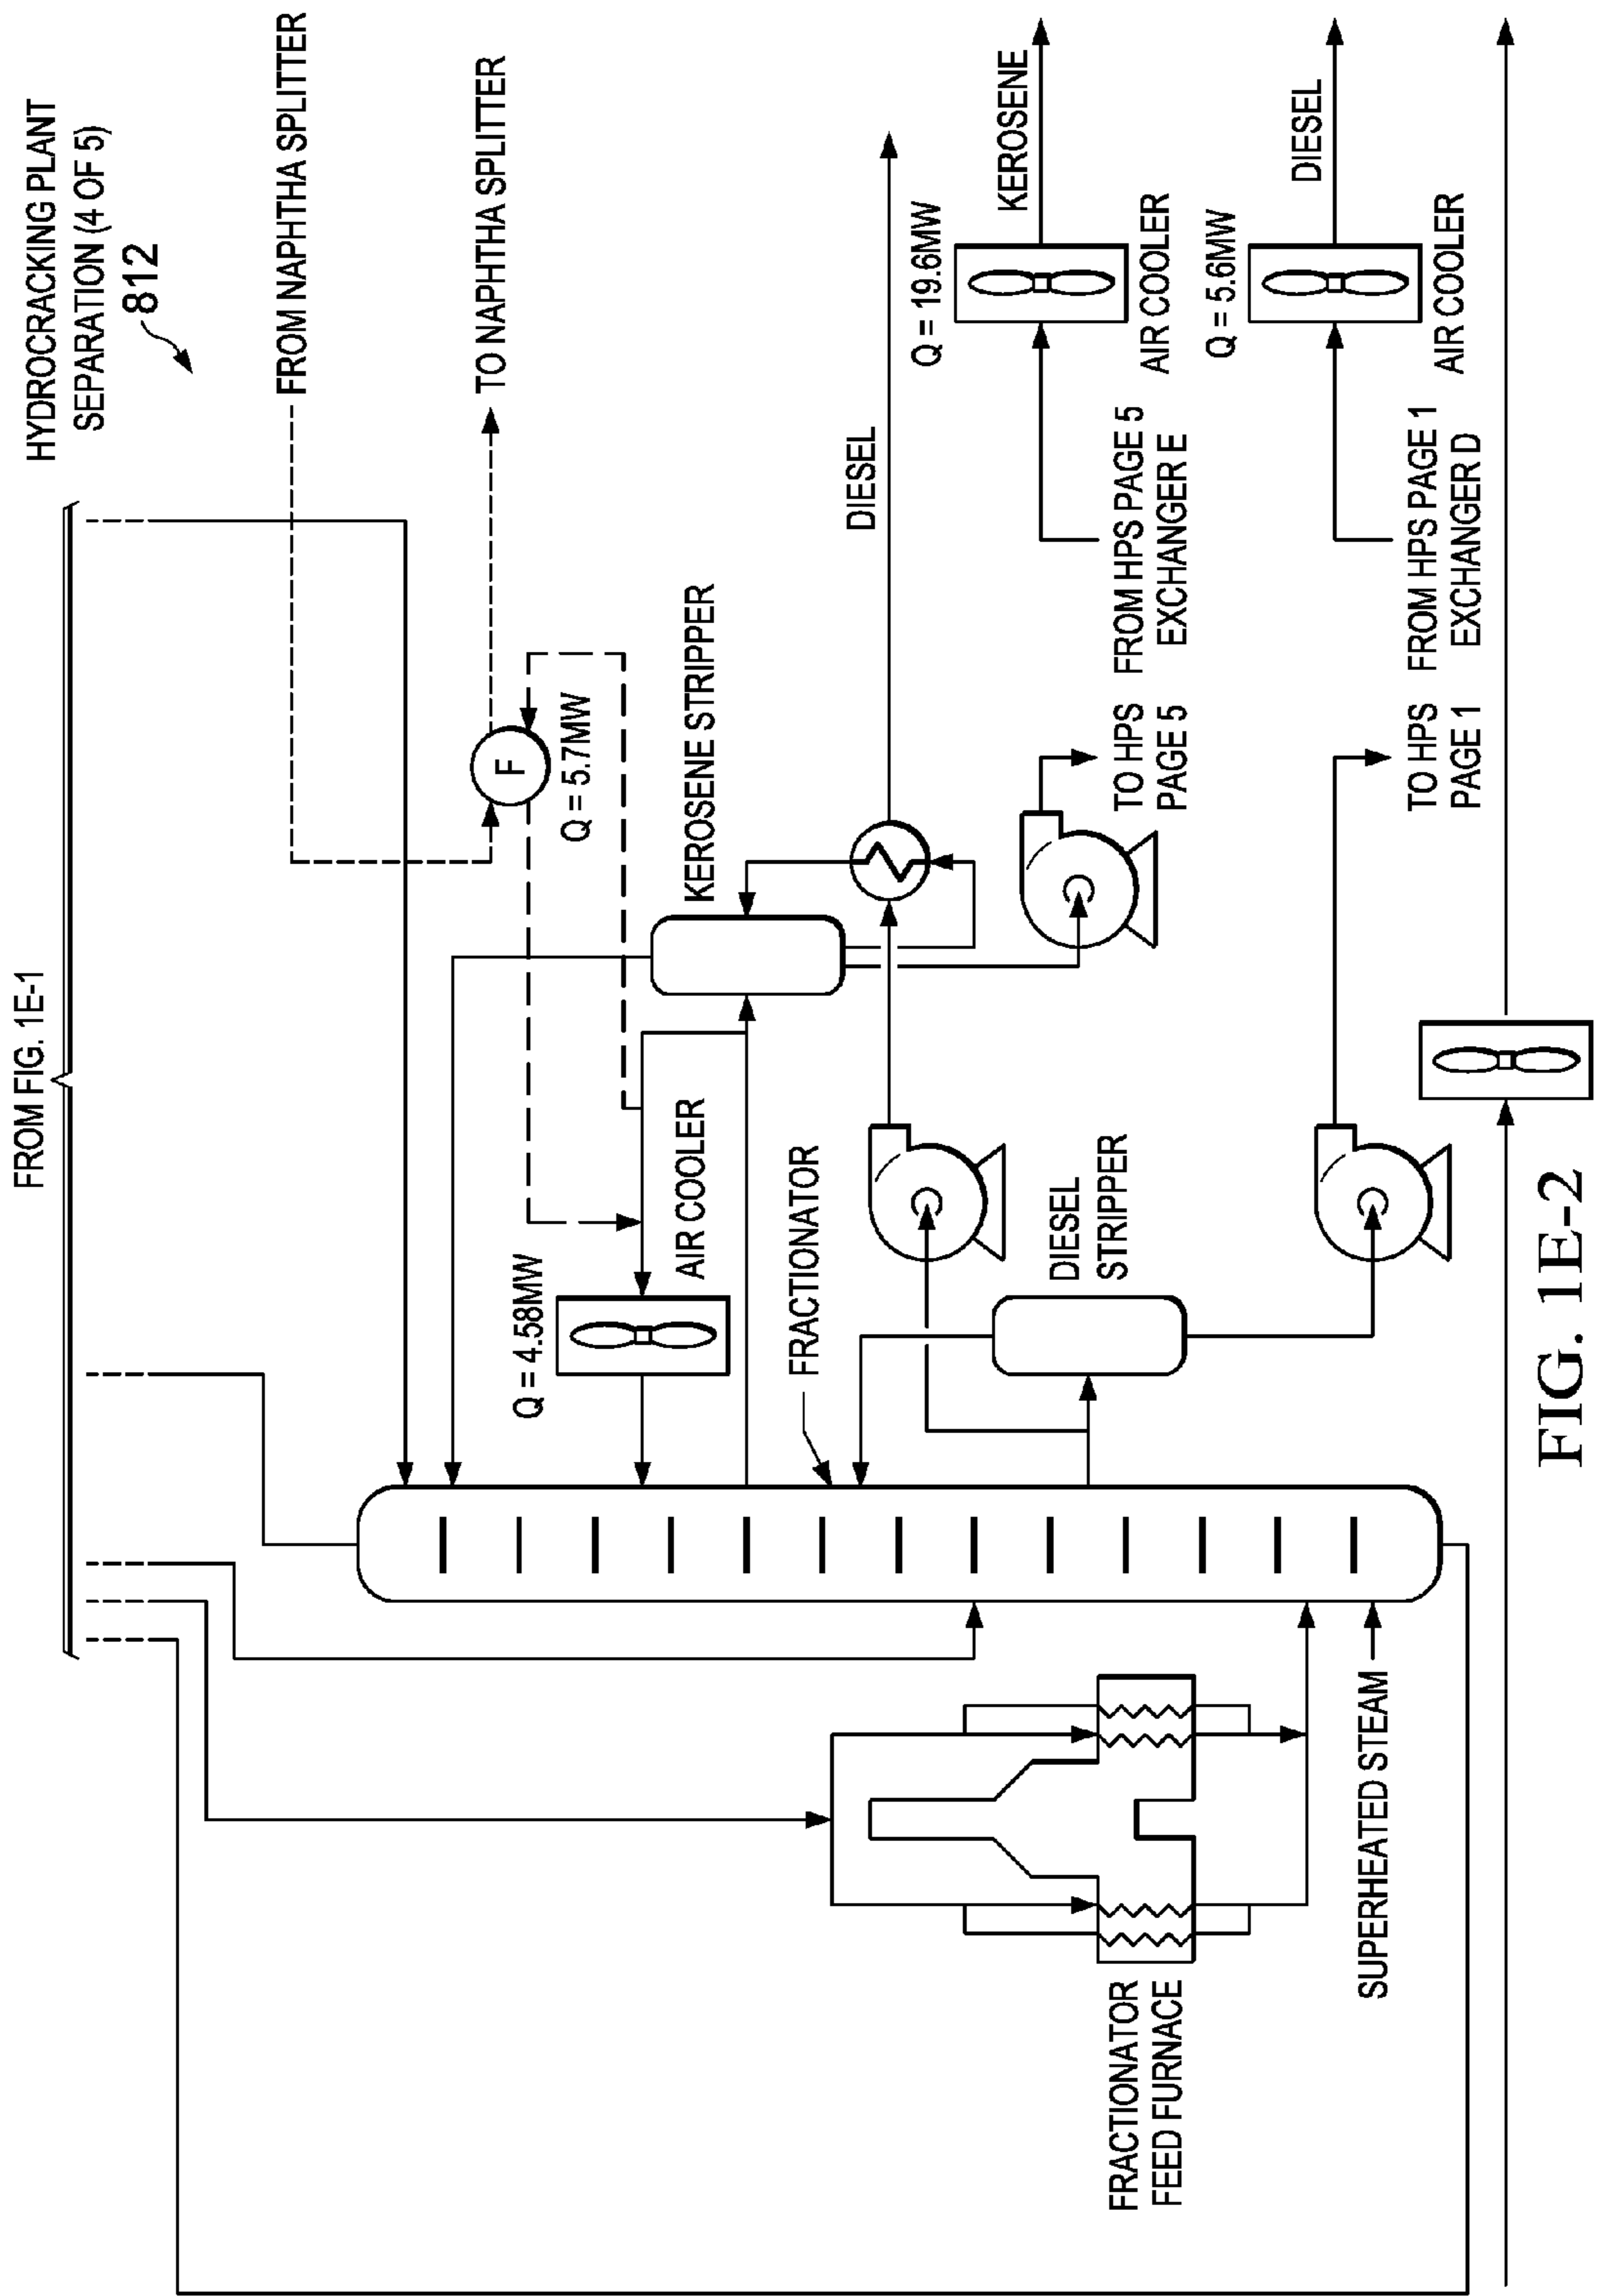 HYDROCRACKING PLANT
SEPARATION (4 OF 5)
812
FROM FIG. 1E-1
FROM NAPHTHA SPLITTER
TO NAPHTHA SPLITTER
F
Q = 5.7MW
KEROSENE STRIPPER
Q = 4.58MW
AIR COOLER
FRACTIONATOR
DIESEL
Q = 19.6MW
KEROSENE
AIR COOLER
FROM HPS PAGE 5
EXCHANGER E
TO HPS
PAGE 5
DIESEL
STRIPPER
Q = 5.6MW
DIESEL
AIR COOLER
FROM HPS PAGE 1
EXCHANGER D
TO HPS
PAGE 1
FRACTIONATOR
FEED FURNACE
SUPERHEATED STEAM
FIG. 1E-2